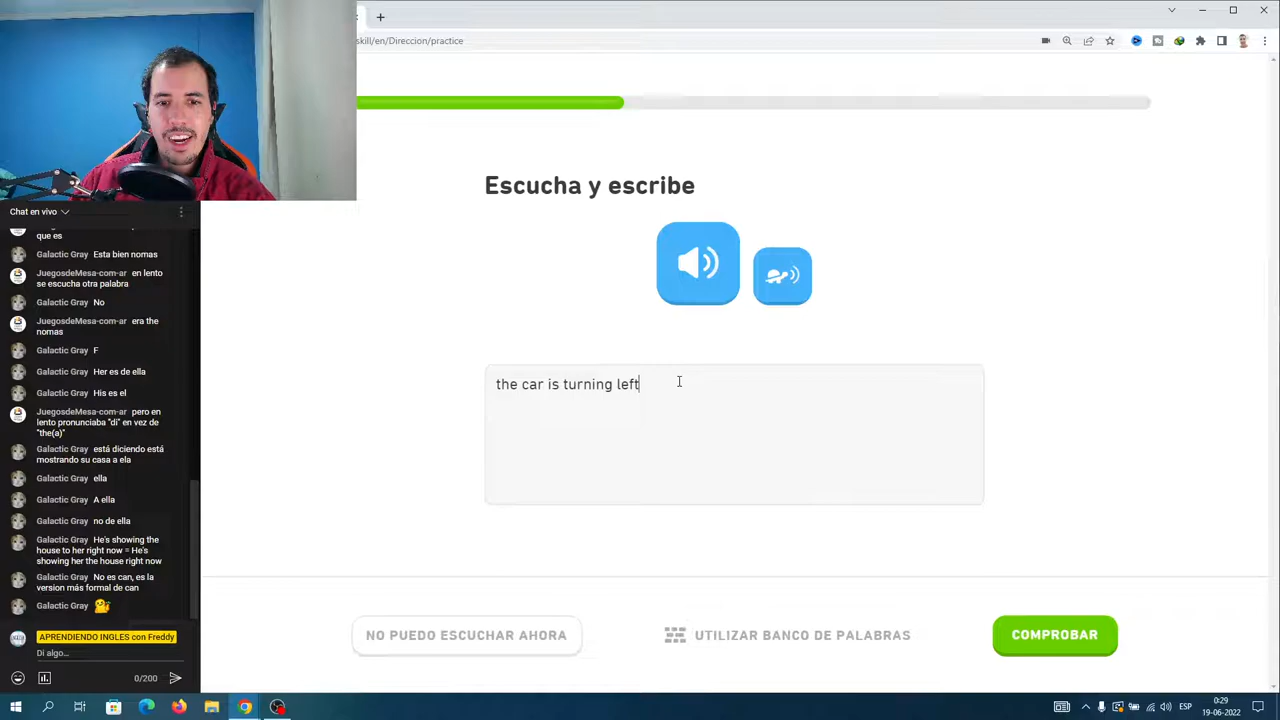 skill/en/Direccion/practice
Escucha y escribe
the car is turning left
NO PUEDO ESCUCHAR AHORA
UTILIZAR BANCO DE PALABRAS
COMPROBAR
Chat en vivo
que es
Galactic Gray Esta bien nomas
JuegosdeMesa-com-ar en lento
se escucha otra palabra
Galactic Gray No
JuegosdeMesa-com-ar era the
nomas
Galactic Gray F
Galactic Gray Her es de ella
Galactic Gray His es el
JuegosdeMesa-com-ar pero en
lento pronunciaba "di" en vez de
"the(a)"
Galactic Gray está diciendo está
mostrando su casa a ela
Galactic Gray ella
Galactic Gray A ella
Galactic Gray no de ella
Galactic Gray He's showing the
house to her right now = He's
showing her the house right now
Galactic Gray No es can, es la
version más formal de can
Galactic Gray
APRENDIENDO INGLES con Freddy
Di algo...
0/200
ESP
0:29
19-06-2022